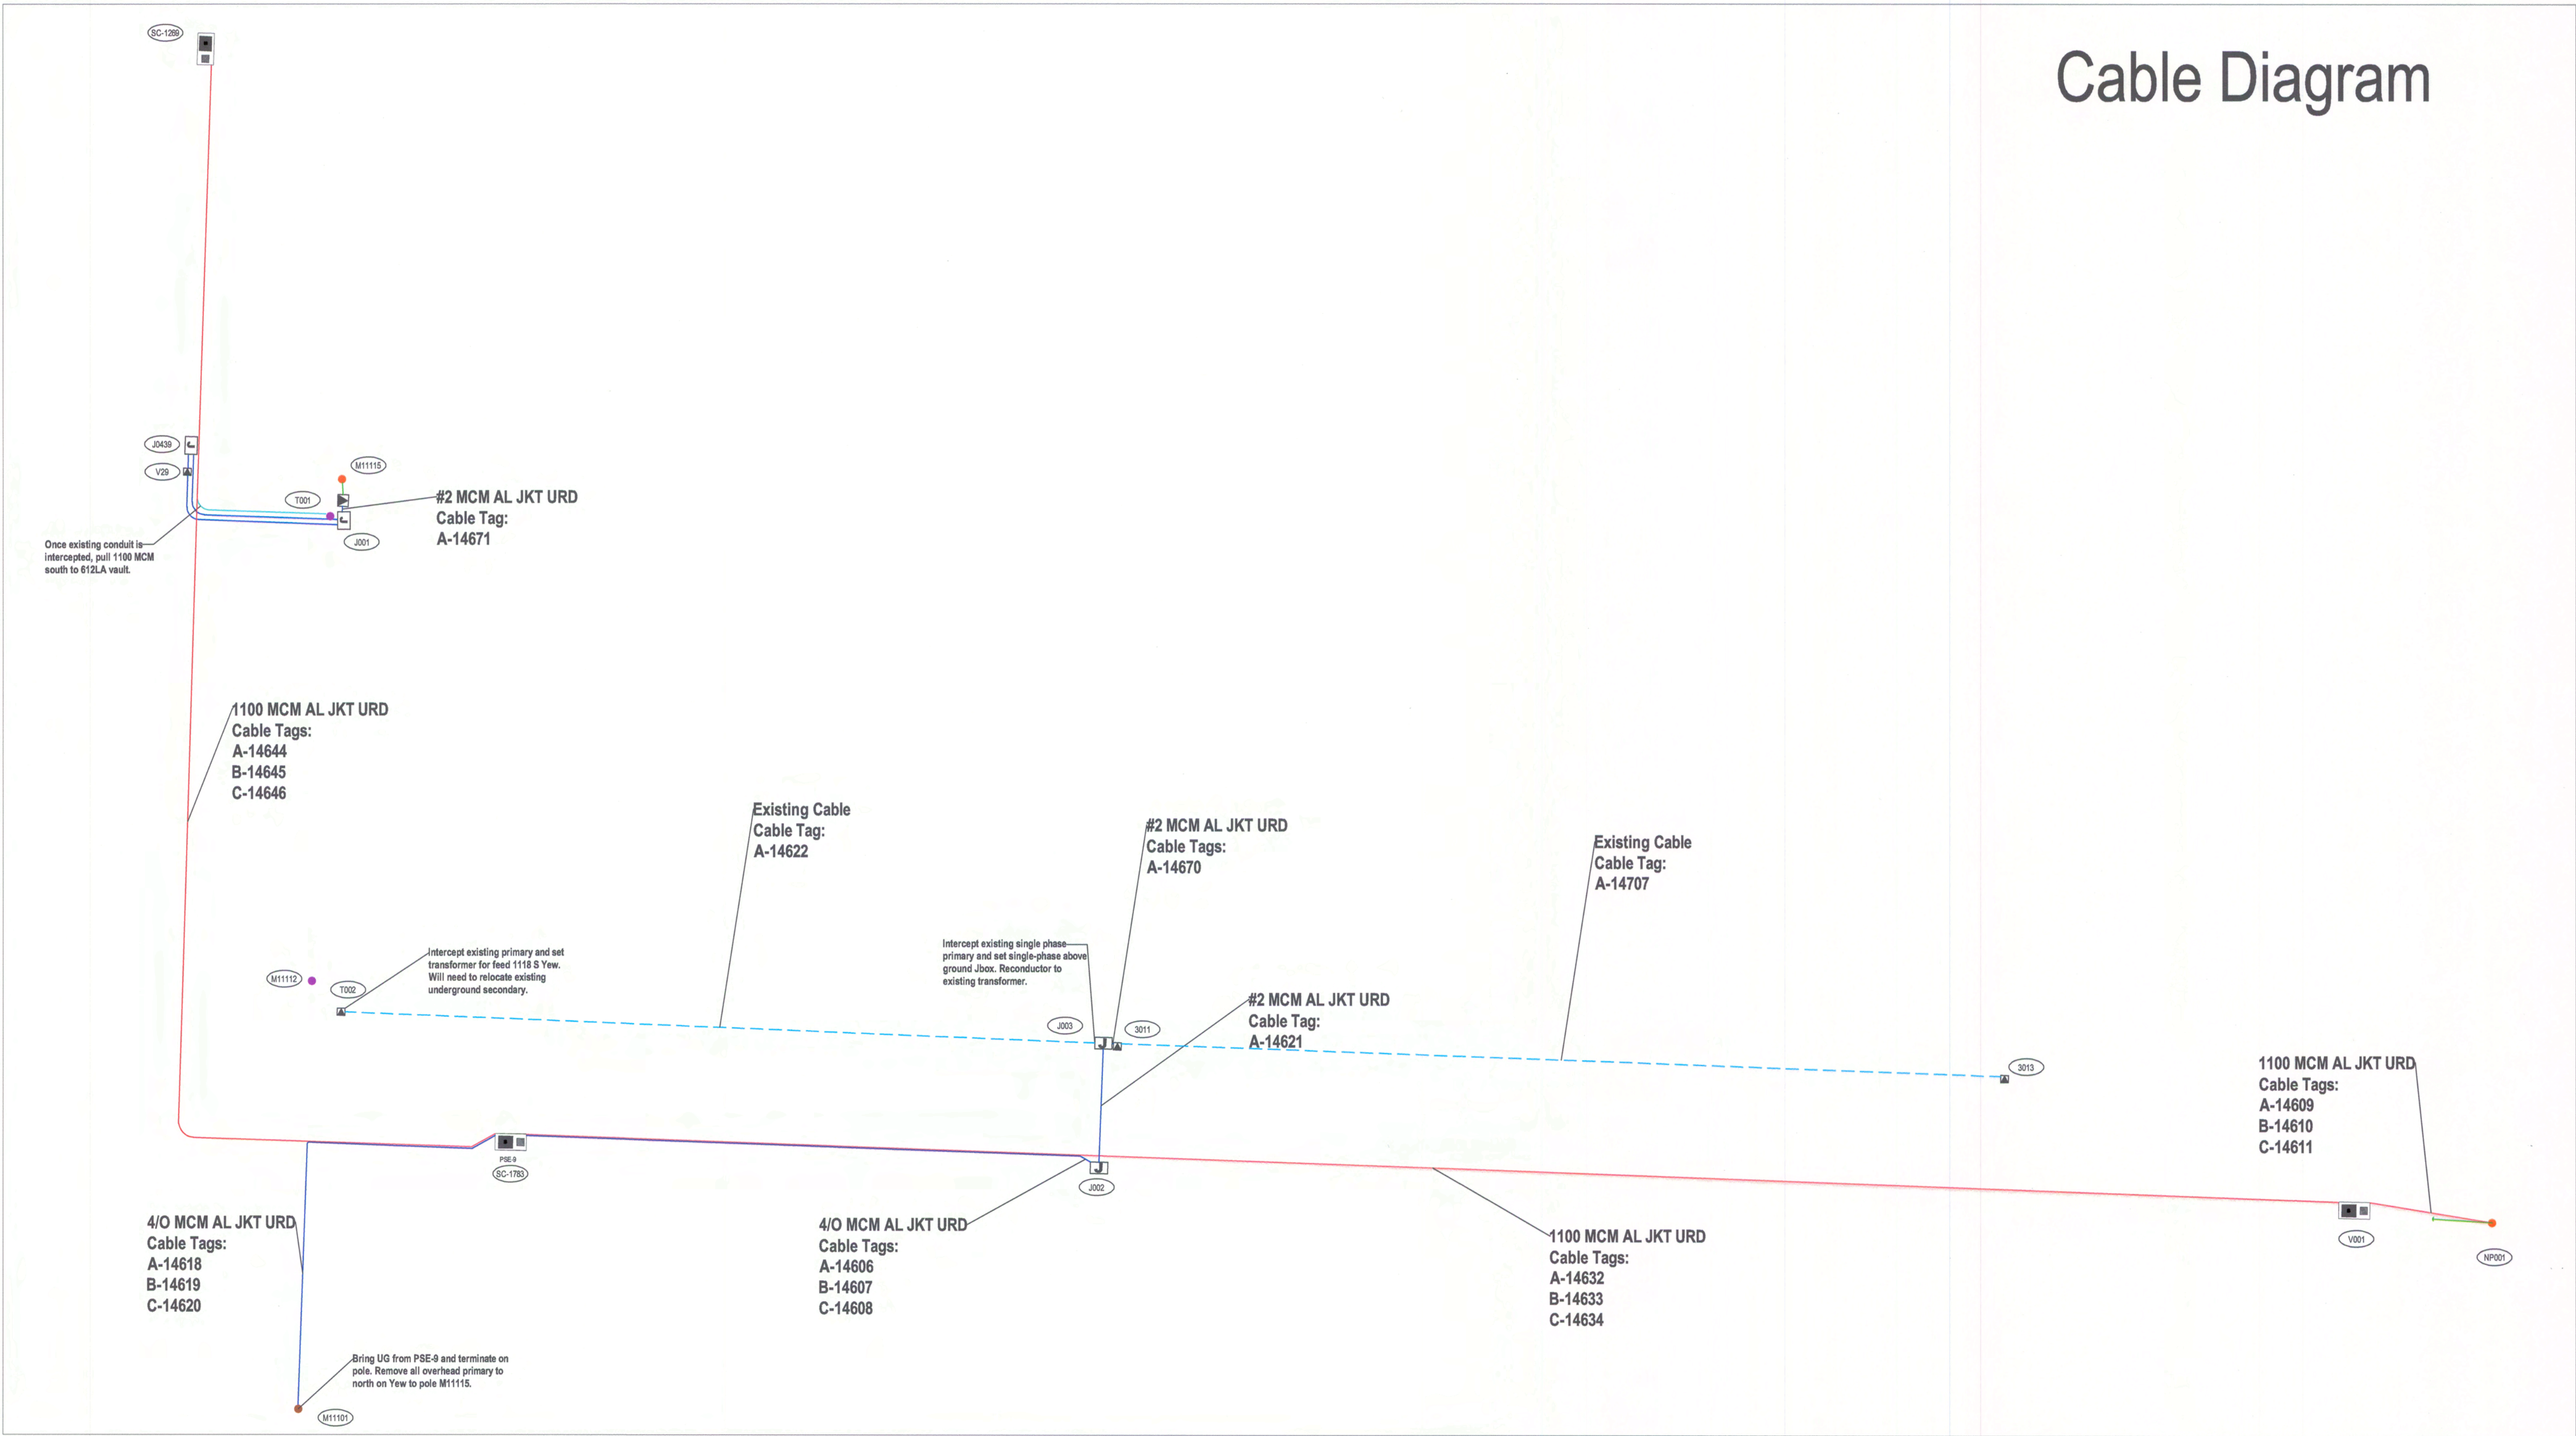 Cable Diagram
SC-1269
J0439
V29
M11115
T001
J001
#2 MCM AL JKT URD
Cable Tag:
A-14671
Once existing conduit is
intercepted, pull 1100 MCM
south to 612LA vault.
1100 MCM AL JKT URD
Cable Tags:
A-14644
B-14645
C-14646
Existing Cable
Cable Tag:
A-14622
#2 MCM AL JKT URD
Cable Tags:
A-14670
Existing Cable
Cable Tag:
A-14707
M11112
T002
Intercept existing primary and set
transformer for feed 1118 S Yew.
Will need to relocate existing
underground secondary.
Intercept existing single phase
primary and set single-phase above
ground Jbox. Reconductor to
existing transformer.
J003
3011
#2 MCM AL JKT URD
Cable Tag:
A-14621
3013
1100 MCM AL JKT URD
Cable Tags:
A-14609
B-14610
C-14611
J
J
J
J
PSE-9
SC-1783
J002
V001
NP001
4/O MCM AL JKT URD
Cable Tags:
A-14618
B-14619
C-14620
4/O MCM AL JKT URD
Cable Tags:
A-14606
B-14607
C-14608
1100 MCM AL JKT URD
Cable Tags:
A-14632
B-14633
C-14634
Bring UG from PSE-9 and terminate on
pole. Remove all overhead primary to
north on Yew to pole M11115.
M11101